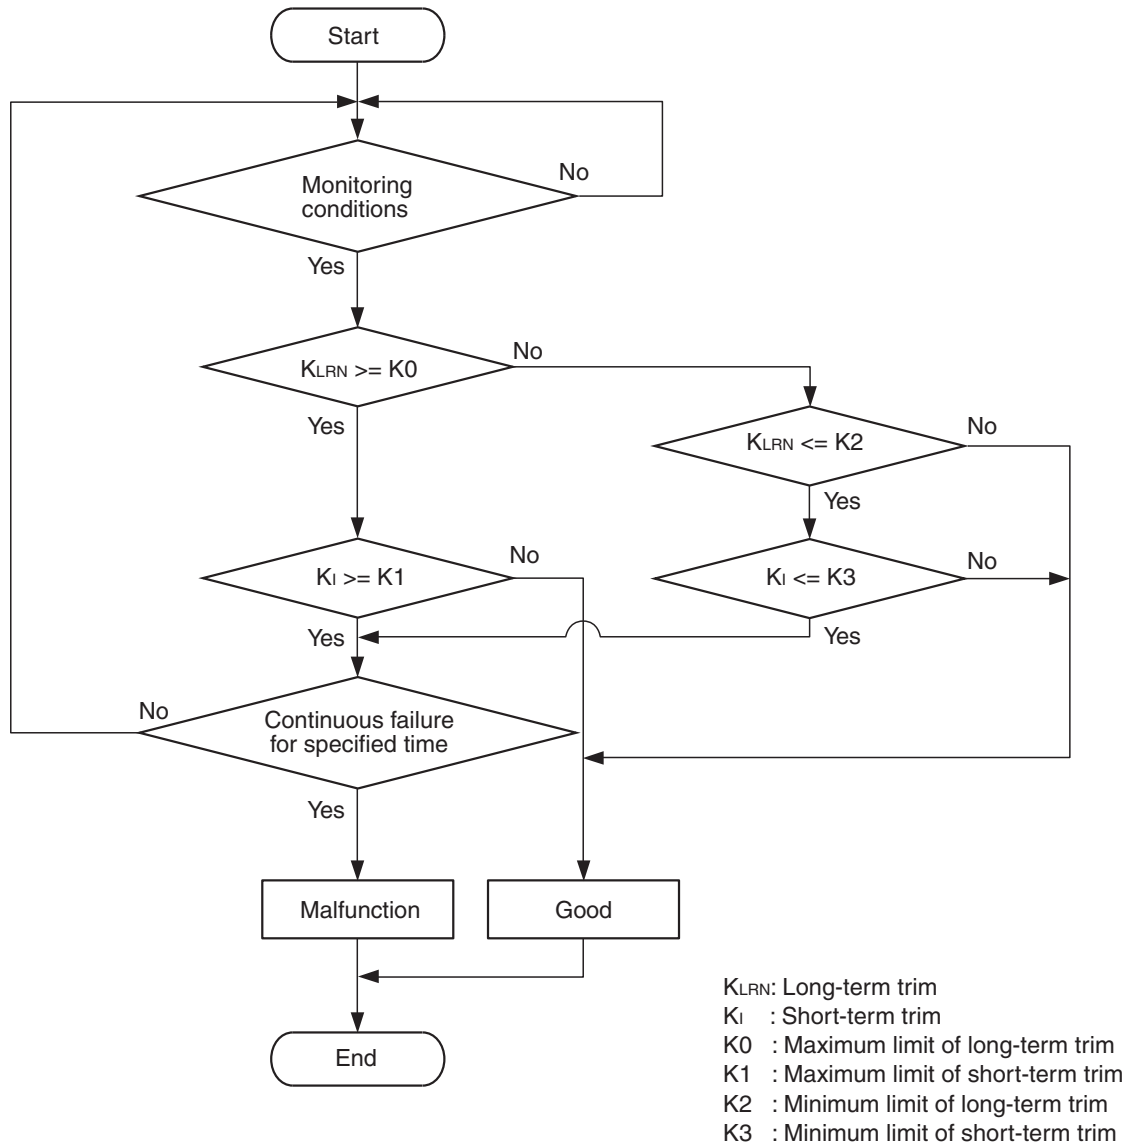 Start
No
Monitoring
conditions
Yes
KLRN >= K0
No
Yes
KLRN <= K2
No
Yes
KI >= K1
No
KI <= K3
No
Yes
Yes
No
Continuous failure
for specified time
Yes
Malfunction
Good
End
KLRN: Long-term trim
KI : Short-term trim
K0 : Maximum limit of long-term trim
K1 : Maximum limit of short-term trim
K2 : Minimum limit of long-term trim
K3 : Minimum limit of short-term trim